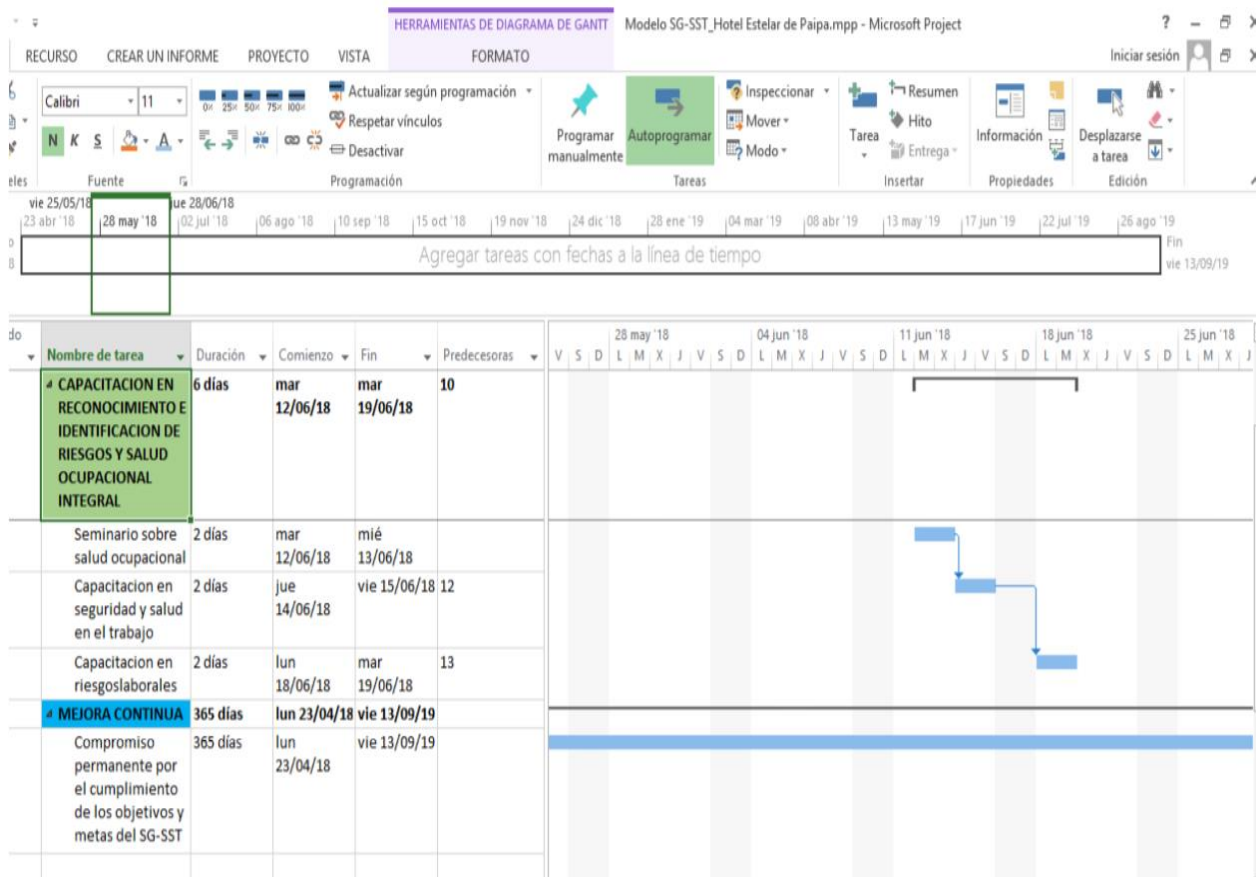 HERRAMIENTAS DE DIAGRAMA DE GANTT Modelo SG-SST_Hotel Estelar de Paipa.mpp - Microsoft Project ?
RECURSO CREAR UN INFORME PROYECTO VISTA FORMATO Iniciar sesión
Calibri 11 0% 25% 50% 75% 100% Actualizar según programación
Respetar vínculos
Desactivar
N K S A
Programar manualmente
Autoprogramar
Inspeccionar
Mover
Modo
Tarea
Resumen
Hito
Entrega
Información
Desplazarse a tarea
Fuente Programación Tareas Insertar Propiedades Edición
vie 25/05/18 jue 28/06/18
23 abr '18 28 may '18 02 jul '18 06 ago '18 10 sep '18 15 oct '18 19 nov '18 24 dic '18 28 ene '19 04 mar '19 08 abr '19 13 may '19 17 jun '19 22 jul '19 26 ago '19
Agregar tareas con fechas a la línea de tiempo
Fin
vie 13/09/19
Nombre de tarea Duración Comienzo Fin Predecesoras
28 may '18 04 jun '18 11 jun '18 18 jun '18 25 jun '18
V S D L M X J V S D L M X J V S D L M X J V S D L M X J V S D L M X J
CAPACITACION EN 6 días mar mar 10
RECONOCIMIENTO E 12/06/18 19/06/18
IDENTIFICACION DE
RIESGOS Y SALUD
OCUPACIONAL
INTEGRAL
Seminario sobre 2 días mar mié
salud ocupacional 12/06/18 13/06/18
Capacitacion en 2 días jue vie 15/06/18 12
seguridad y salud 14/06/18
en el trabajo
Capacitacion en 2 días lun mar 13
riesgoslaborales 18/06/18 19/06/18
MEJORA CONTINUA 365 días lun 23/04/18 vie 13/09/19
Compromiso 365 días lun vie 13/09/19
permanente por 23/04/18
el cumplimiento
de los objetivos y
metas del SG-SST